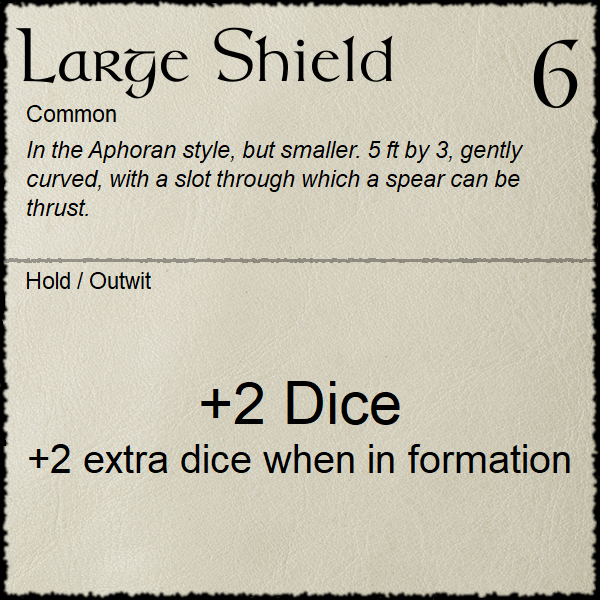 Large Shield
6
Common
In the Aphoran style, but smaller. 5 ft by 3, gently
curved, with a slot through which a spear can be
thrust.
Hold / Outwit
+2 Dice
+2 extra dice when in formation